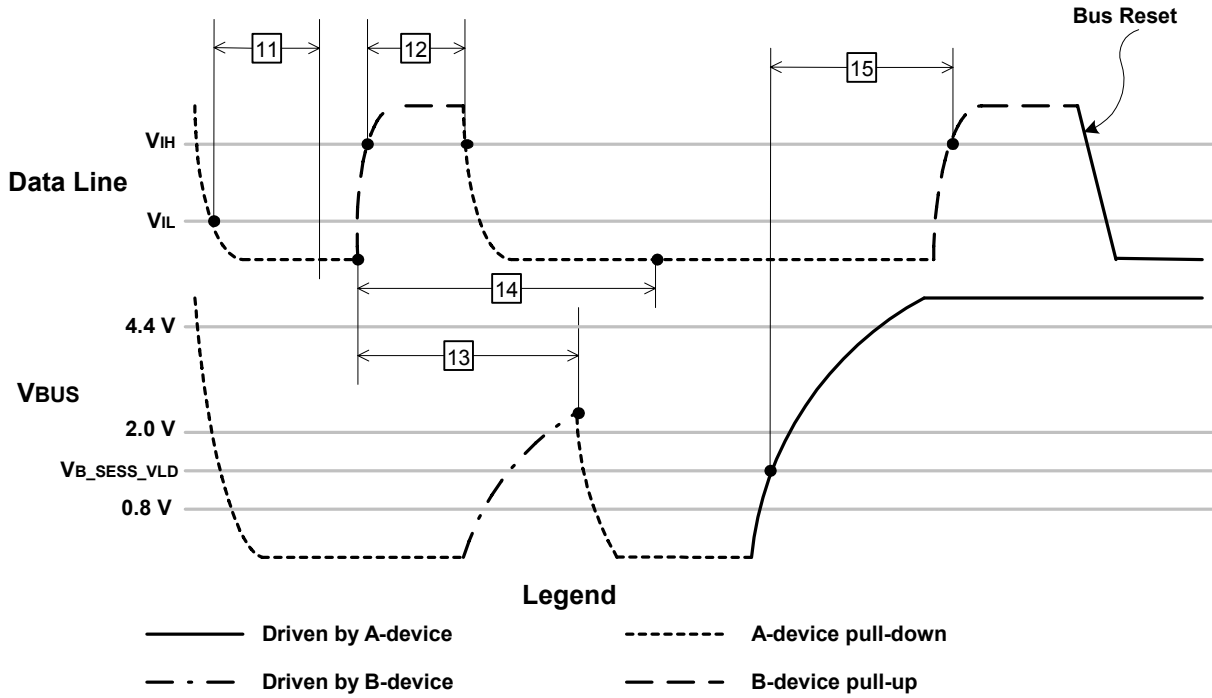 Bus Reset
11
12
15
VIH
Data Line
VIL
14
4.4 V
13
VBUS
2.0 V
VB_SESS_VLD
0.8 V
Legend
Driven by A-device
A-device pull-down
Driven by B-device
B-device pull-up